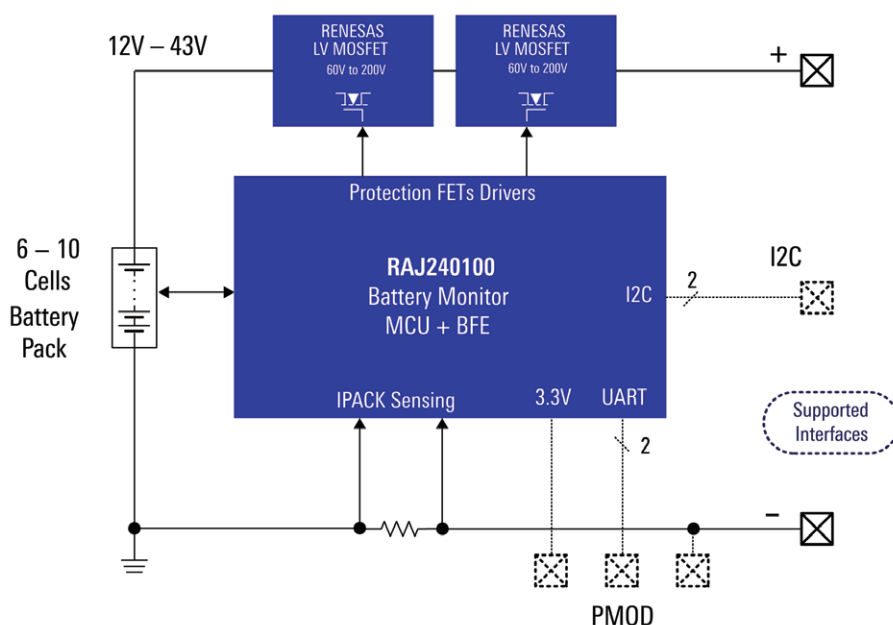 12V – 43V
RENESAS
LV MOSFET
60V to 200V
RENESAS
LV MOSFET
60V to 200V
+
Protection FETs Drivers
6 – 10
Cells
Battery
Pack
RAJ240100
Battery Monitor
MCU + BFE
I2C
2
I2C
IPACK Sensing
3.3V
UART
2
Supported
Interfaces
–
PMOD